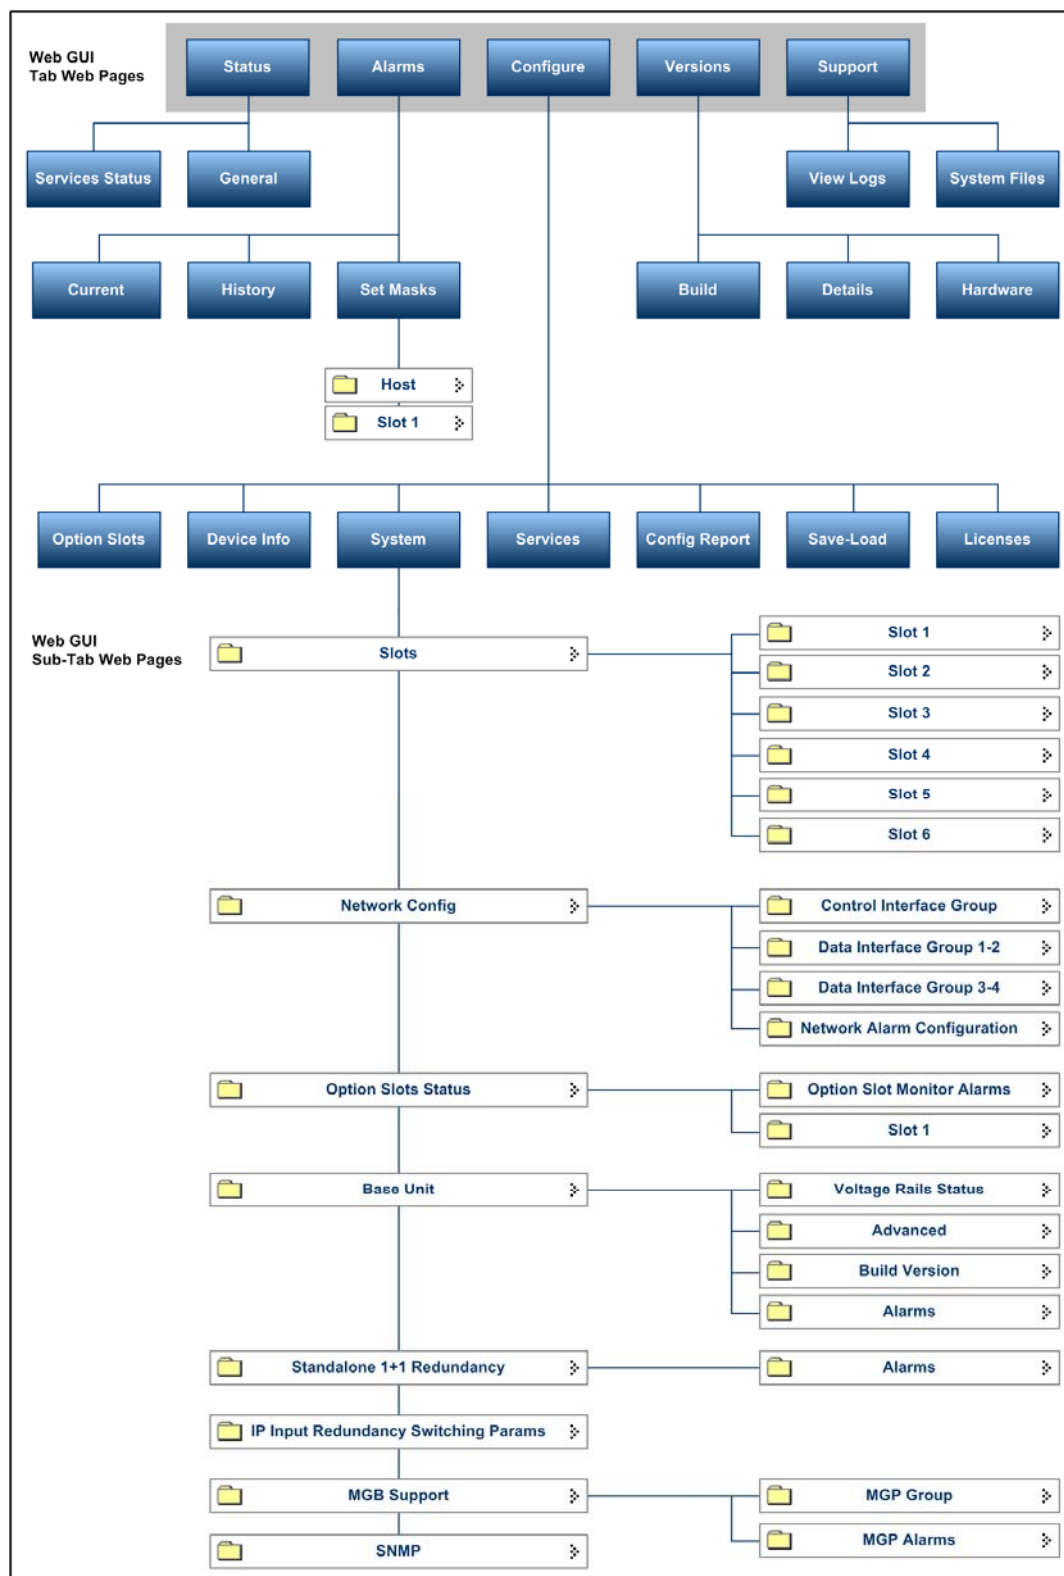 Web GUI
Tab Web Pages
Status
Alarms
Configure
Versions
Support
Services Status
General
View Logs
System Files
Current
History
Set Masks
Build
Details
Hardware
Host
Slot 1
Option Slots
Device Info
System
Services
Config Report
Save-Load
Licenses
Web GUI
Sub-Tab Web Pages
Slots
Slot 1
Slot 2
Slot 3
Slot 4
Slot 5
Slot 6
Network Config
Control Interface Group
Data Interface Group 1-2
Data Interface Group 3-4
Network Alarm Configuration
Option Slots Status
Option Slot Monitor Alarms
Slot 1
Base Unit
Voltage Rails Status
Advanced
Build Version
Alarms
Standalone 1+1 Redundancy
Alarms
IP Input Redundancy Switching Params
MGB Support
MGP Group
MGP Alarms
SNMP